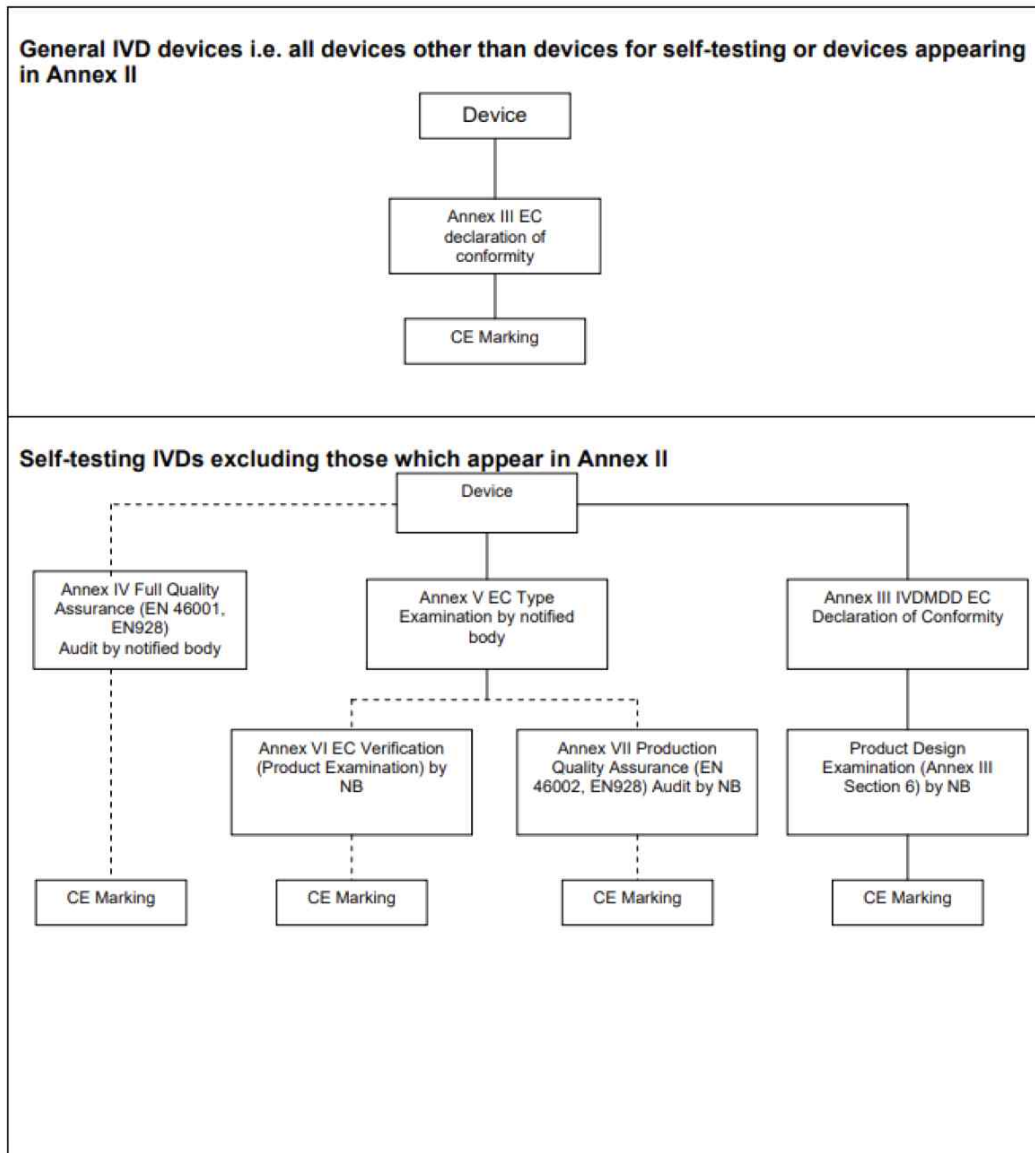 General IVD devices i.e. all devices other than devices for self-testing or devices appearing
in Annex II
Device
Annex III EC
declaration of
conformity
CE Marking
Self-testing IVDs excluding those which appear in Annex II
Device
Annex IV Full Quality
Assurance (EN 46001,
EN928)
Audit by notified body
Annex V EC Type
Examination by notified
body
Annex III IVDMDD EC
Declaration of Conformity
Annex VI EC Verification
(Product Examination) by
NB
Annex VII Production
Quality Assurance (EN
46002, EN928) Audit by NB
Product Design
Examination (Annex III
Section 6) by NB
CE Marking
CE Marking
CE Marking
CE Marking